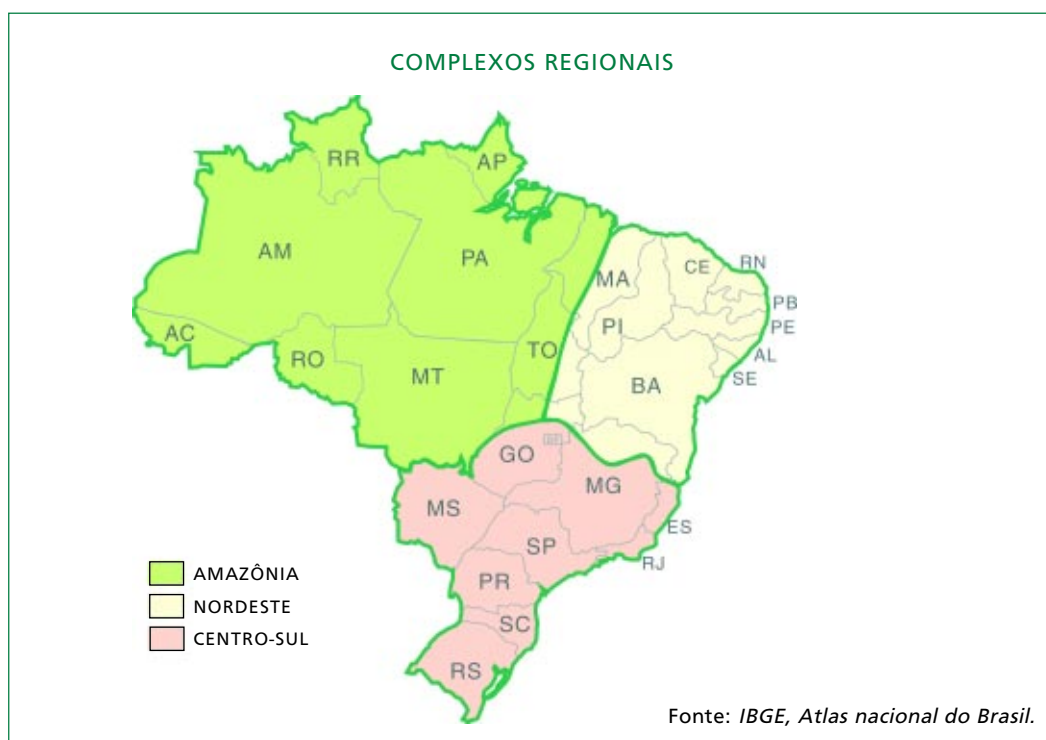 COMPLEXOS REGIONAIS
RR
AP
AM
PA
MA
CE
RN
PB
PE
AL
SE
PI
AC
RO
MT
TO
BA
GO
MS
MG
ES
SP
RJ
PR
SC
RS
AMAZÔNIA
NORDESTE
CENTRO-SUL
Fonte: IBGE, Atlas nacional do Brasil.